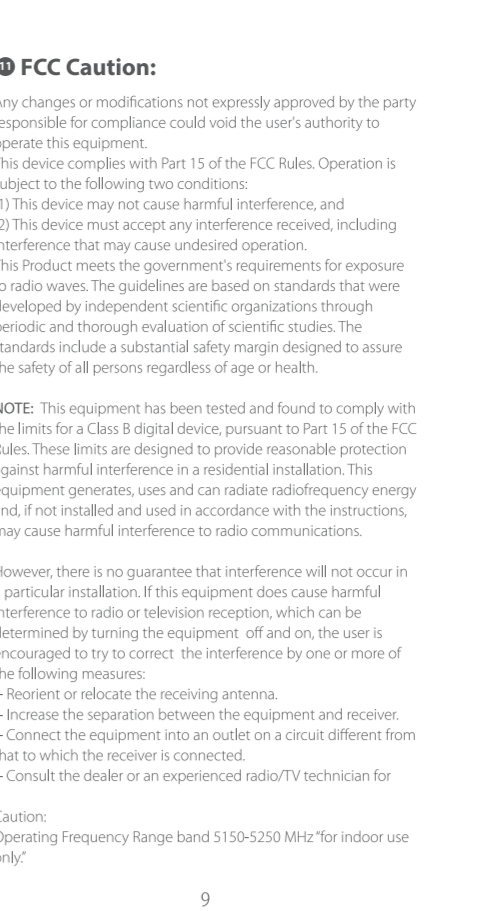 11 FCC Caution:
Any changes or modifications not expressly approved by the party
responsible for compliance could void the user's authority to
operate this equipment.
This device complies with Part 15 of the FCC Rules. Operation is
subject to the following two conditions:
1) This device may not cause harmful interference, and
2) This device must accept any interference received, including
interference that may cause undesired operation.
This Product meets the government's requirements for exposure
to radio waves. The guidelines are based on standards that were
developed by independent scientific organizations through
periodic and thorough evaluation of scientific studies. The
standards include a substantial safety margin designed to assure
the safety of all persons regardless of age or health.
NOTE: This equipment has been tested and found to comply with
the limits for a Class B digital device, pursuant to Part 15 of the FCC
Rules. These limits are designed to provide reasonable protection
against harmful interference in a residential installation. This
equipment generates, uses and can radiate radiofrequency energy
and, if not installed and used in accordance with the instructions,
may cause harmful interference to radio communications.
However, there is no guarantee that interference will not occur in
particular installation. If this equipment does cause harmful
interference to radio or television reception, which can be
determined by turning the equipment off and on, the user is
encouraged to try to correct the interference by one or more of
the following measures:
- Reorient or relocate the receiving antenna.
- Increase the separation between the equipment and receiver.
- Connect the equipment into an outlet on a circuit different from
that to which the receiver is connected.
- Consult the dealer or an experienced radio/TV technician for
Caution:
Operating Frequency Range band 5150-5250 MHz “for indoor use
only.”
9